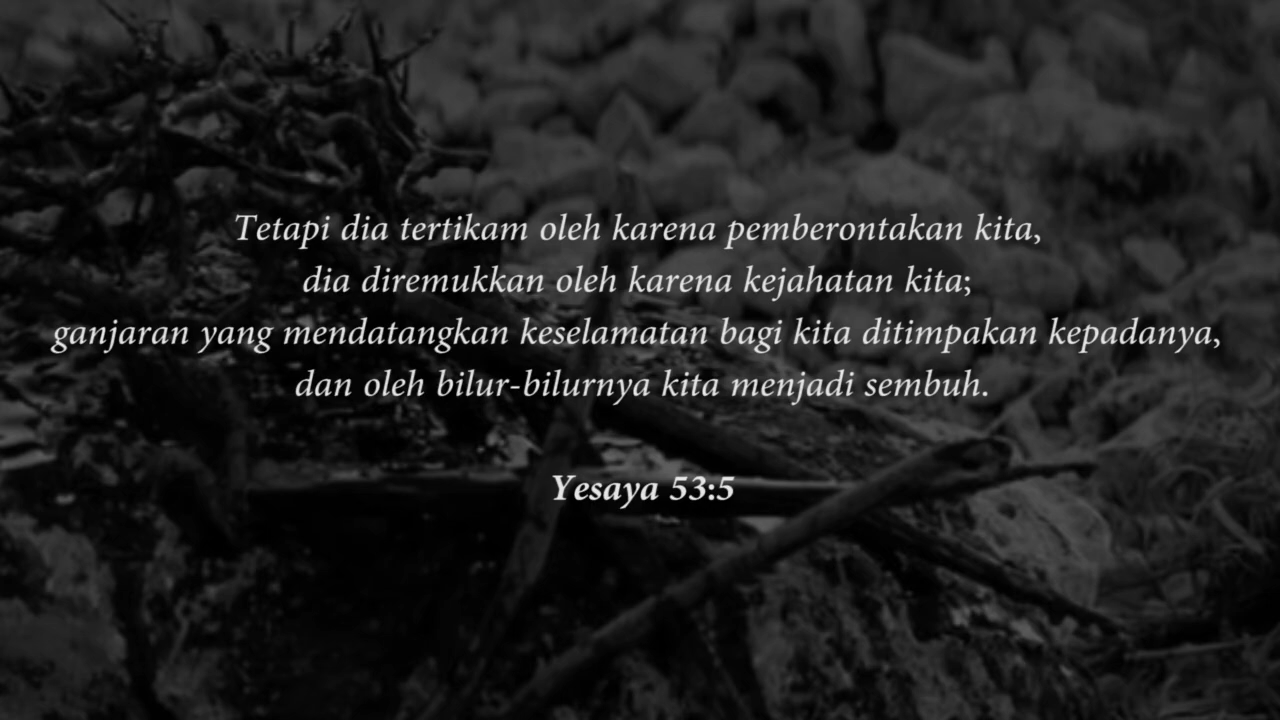 Tetapi dia tertikam oleh karena pemberontakan kita,
dia diremukkan oleh karena kejahatan kita;
ganjaran yang mendatangkan keselamatan bagi kita ditimpakan kepadanya,
dan oleh bilur-bilurnya kita menjadi sembuh.
Yesaya 53:5